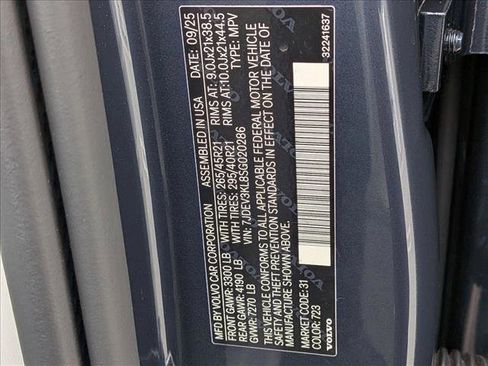 MFD BY VOLVO CAR CORPORATION ASSEMBLED IN USA DATE: 09/25
FRONT GAWR: 3300 LB WITH TIRES: 265/45R21 RIMS AT: 9.0Jx21x38.5
REAR GAWR: 4190 LB WITH TIRES: 295/40R21 RIMS AT: 10.0Jx21x44.5
GVWR: 7270 LB VIN: 7JDEV3KL8SG020286 TYPE: MPV
THIS VEHICLE CONFORMS TO ALL APPLICABLE FEDERAL MOTOR VEHICLE
SAFETY AND THEFT PREVENTION STANDARDS IN EFFECT ON THE DATE OF
MANUFACTURE SHOWN ABOVE.
MARKET CODE: 31
COLOR: 723
VOLVO
32241637